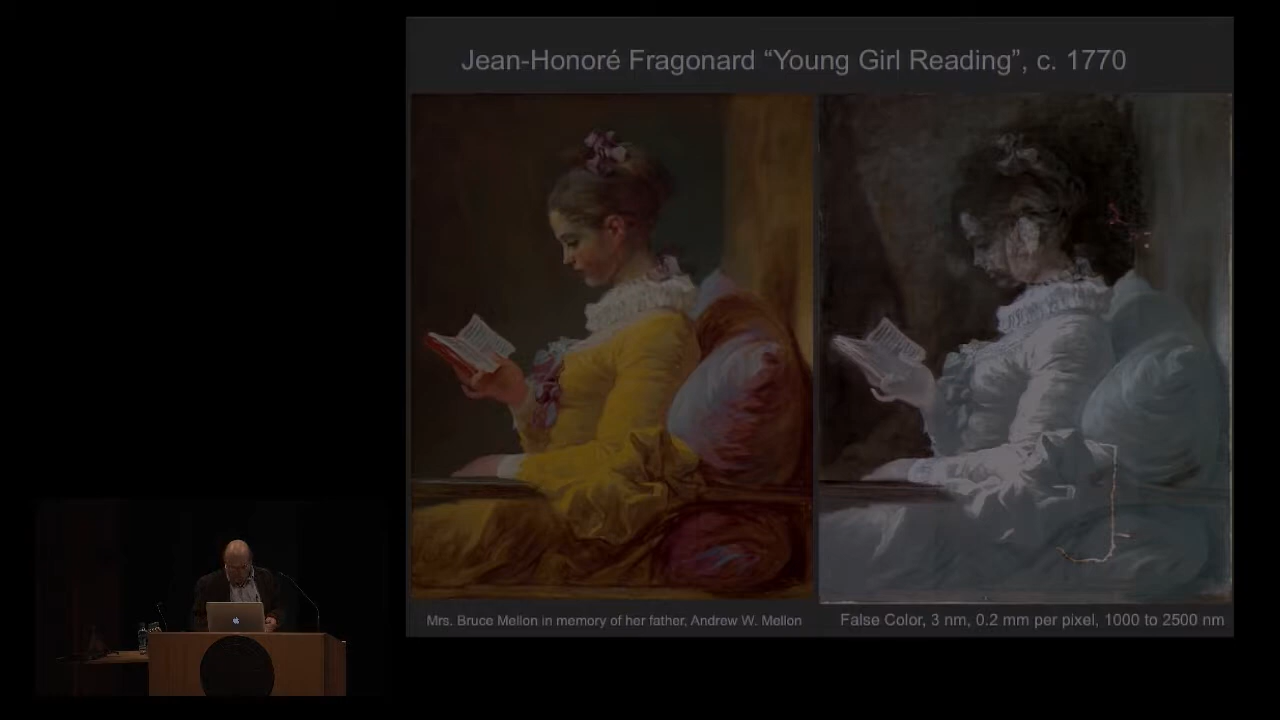 Jean-Honoré Fragonard “Young Girl Reading”, c. 1770
Mrs. Bruce Mellon in memory of her father, Andrew W. Mellon
False Color, 3 nm, 0.2 mm per pixel, 1000 to 2500 nm